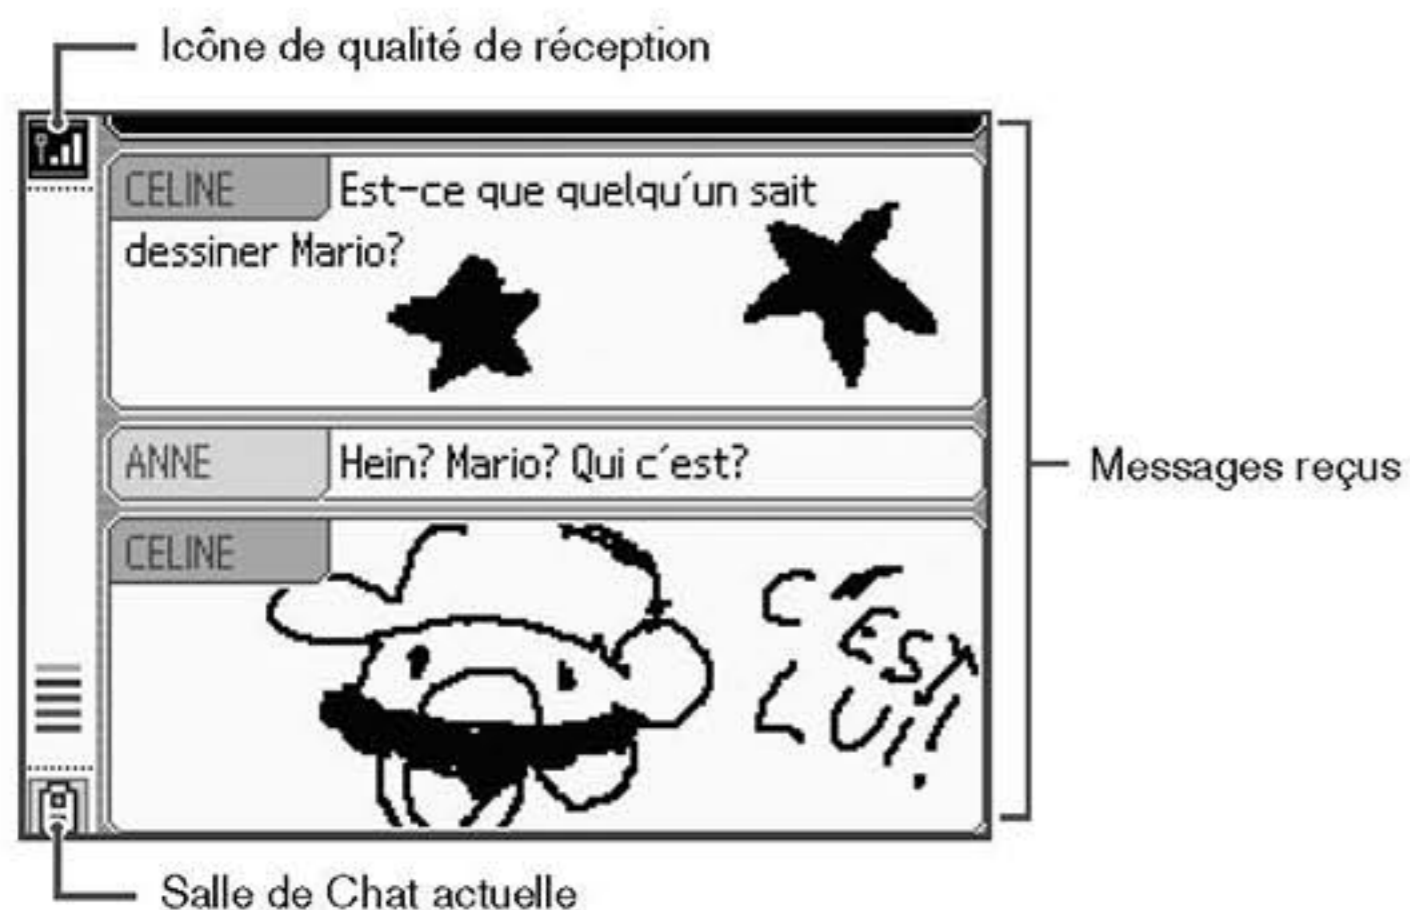 Icône de qualité de réception
CELINE Est-ce que quelqu'un sait
dessiner Mario?
ANNE Hein? Mario? Qui c'est?
Messages reçus
CELINE
C'EST
LUI!!
Salle de Chat actuelle